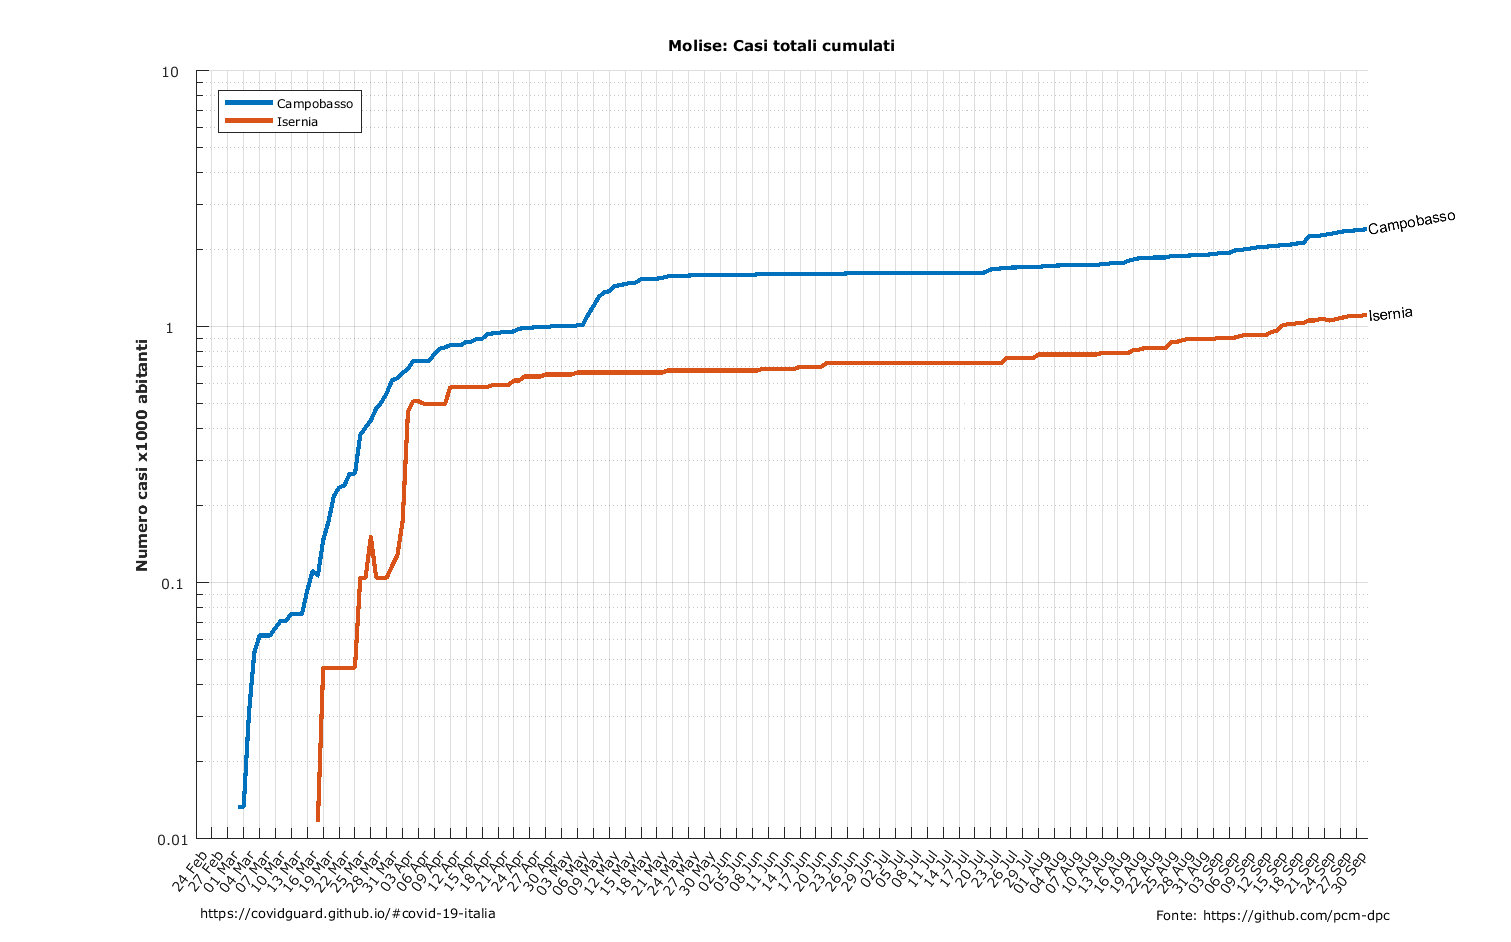 Molise: Casi totali cumulati
10
1
0.1
0.01
Numero casi x1000 abitanti
Campobasso
Isernia
Campobasso
Isernia
24 Feb
27 Feb
01 Mar
04 Mar
07 Mar
10 Mar
13 Mar
16 Mar
19 Mar
22 Mar
25 Mar
28 Mar
31 Mar
03 Apr
06 Apr
09 Apr
12 Apr
15 Apr
18 Apr
21 Apr
24 Apr
27 Apr
30 Apr
03 May
06 May
09 May
12 May
15 May
18 May
21 May
24 May
27 May
30 May
02 Jun
05 Jun
08 Jun
11 Jun
14 Jun
17 Jun
20 Jun
23 Jun
26 Jun
29 Jun
02 Jul
05 Jul
08 Jul
11 Jul
14 Jul
17 Jul
20 Jul
23 Jul
26 Jul
29 Jul
01 Aug
04 Aug
07 Aug
10 Aug
13 Aug
16 Aug
19 Aug
22 Aug
25 Aug
28 Aug
31 Aug
03 Sep
06 Sep
09 Sep
12 Sep
15 Sep
18 Sep
21 Sep
24 Sep
27 Sep
30 Sep
https://covidguard.github.io/#covid-19-italia
Fonte: https://github.com/pcm-dpc